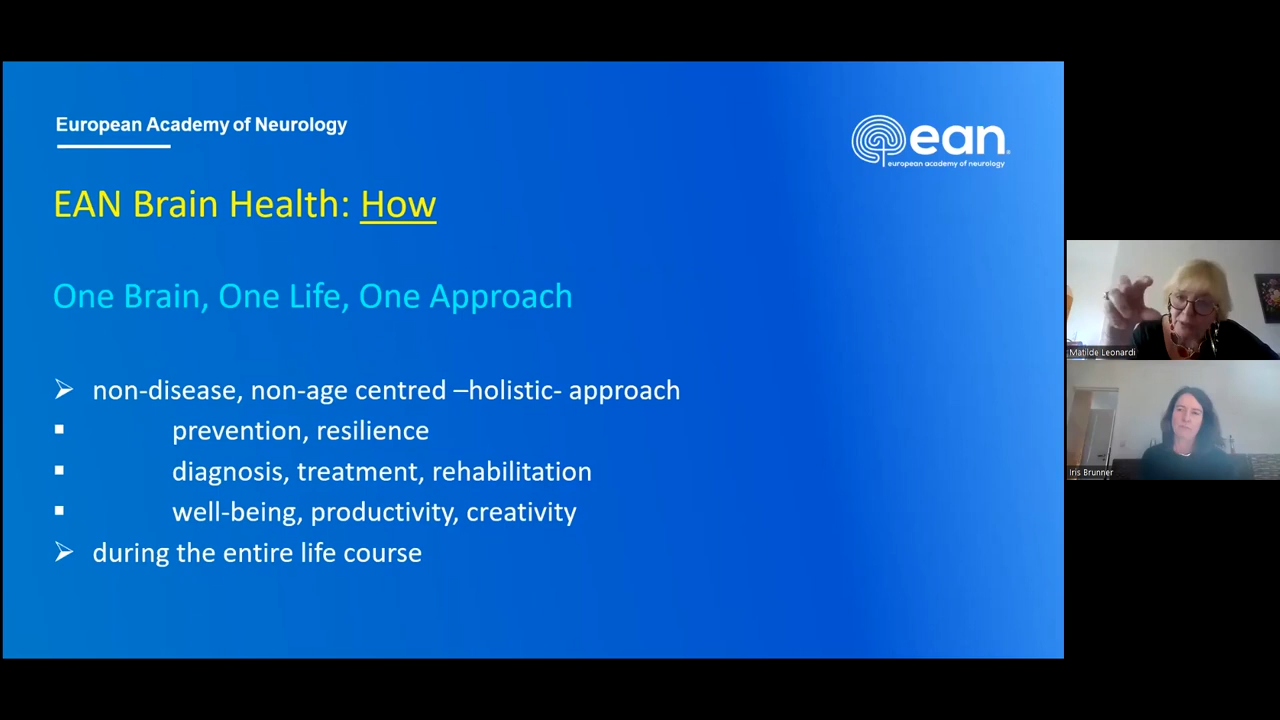 European Academy of Neurology
ean
european academy of neurology
EAN Brain Health: How
One Brain, One Life, One Approach
non-disease, non-age centred –holistic- approach
prevention, resilience
diagnosis, treatment, rehabilitation
well-being, productivity, creativity
during the entire life course
Matilde Leonardi
Iris Brunner